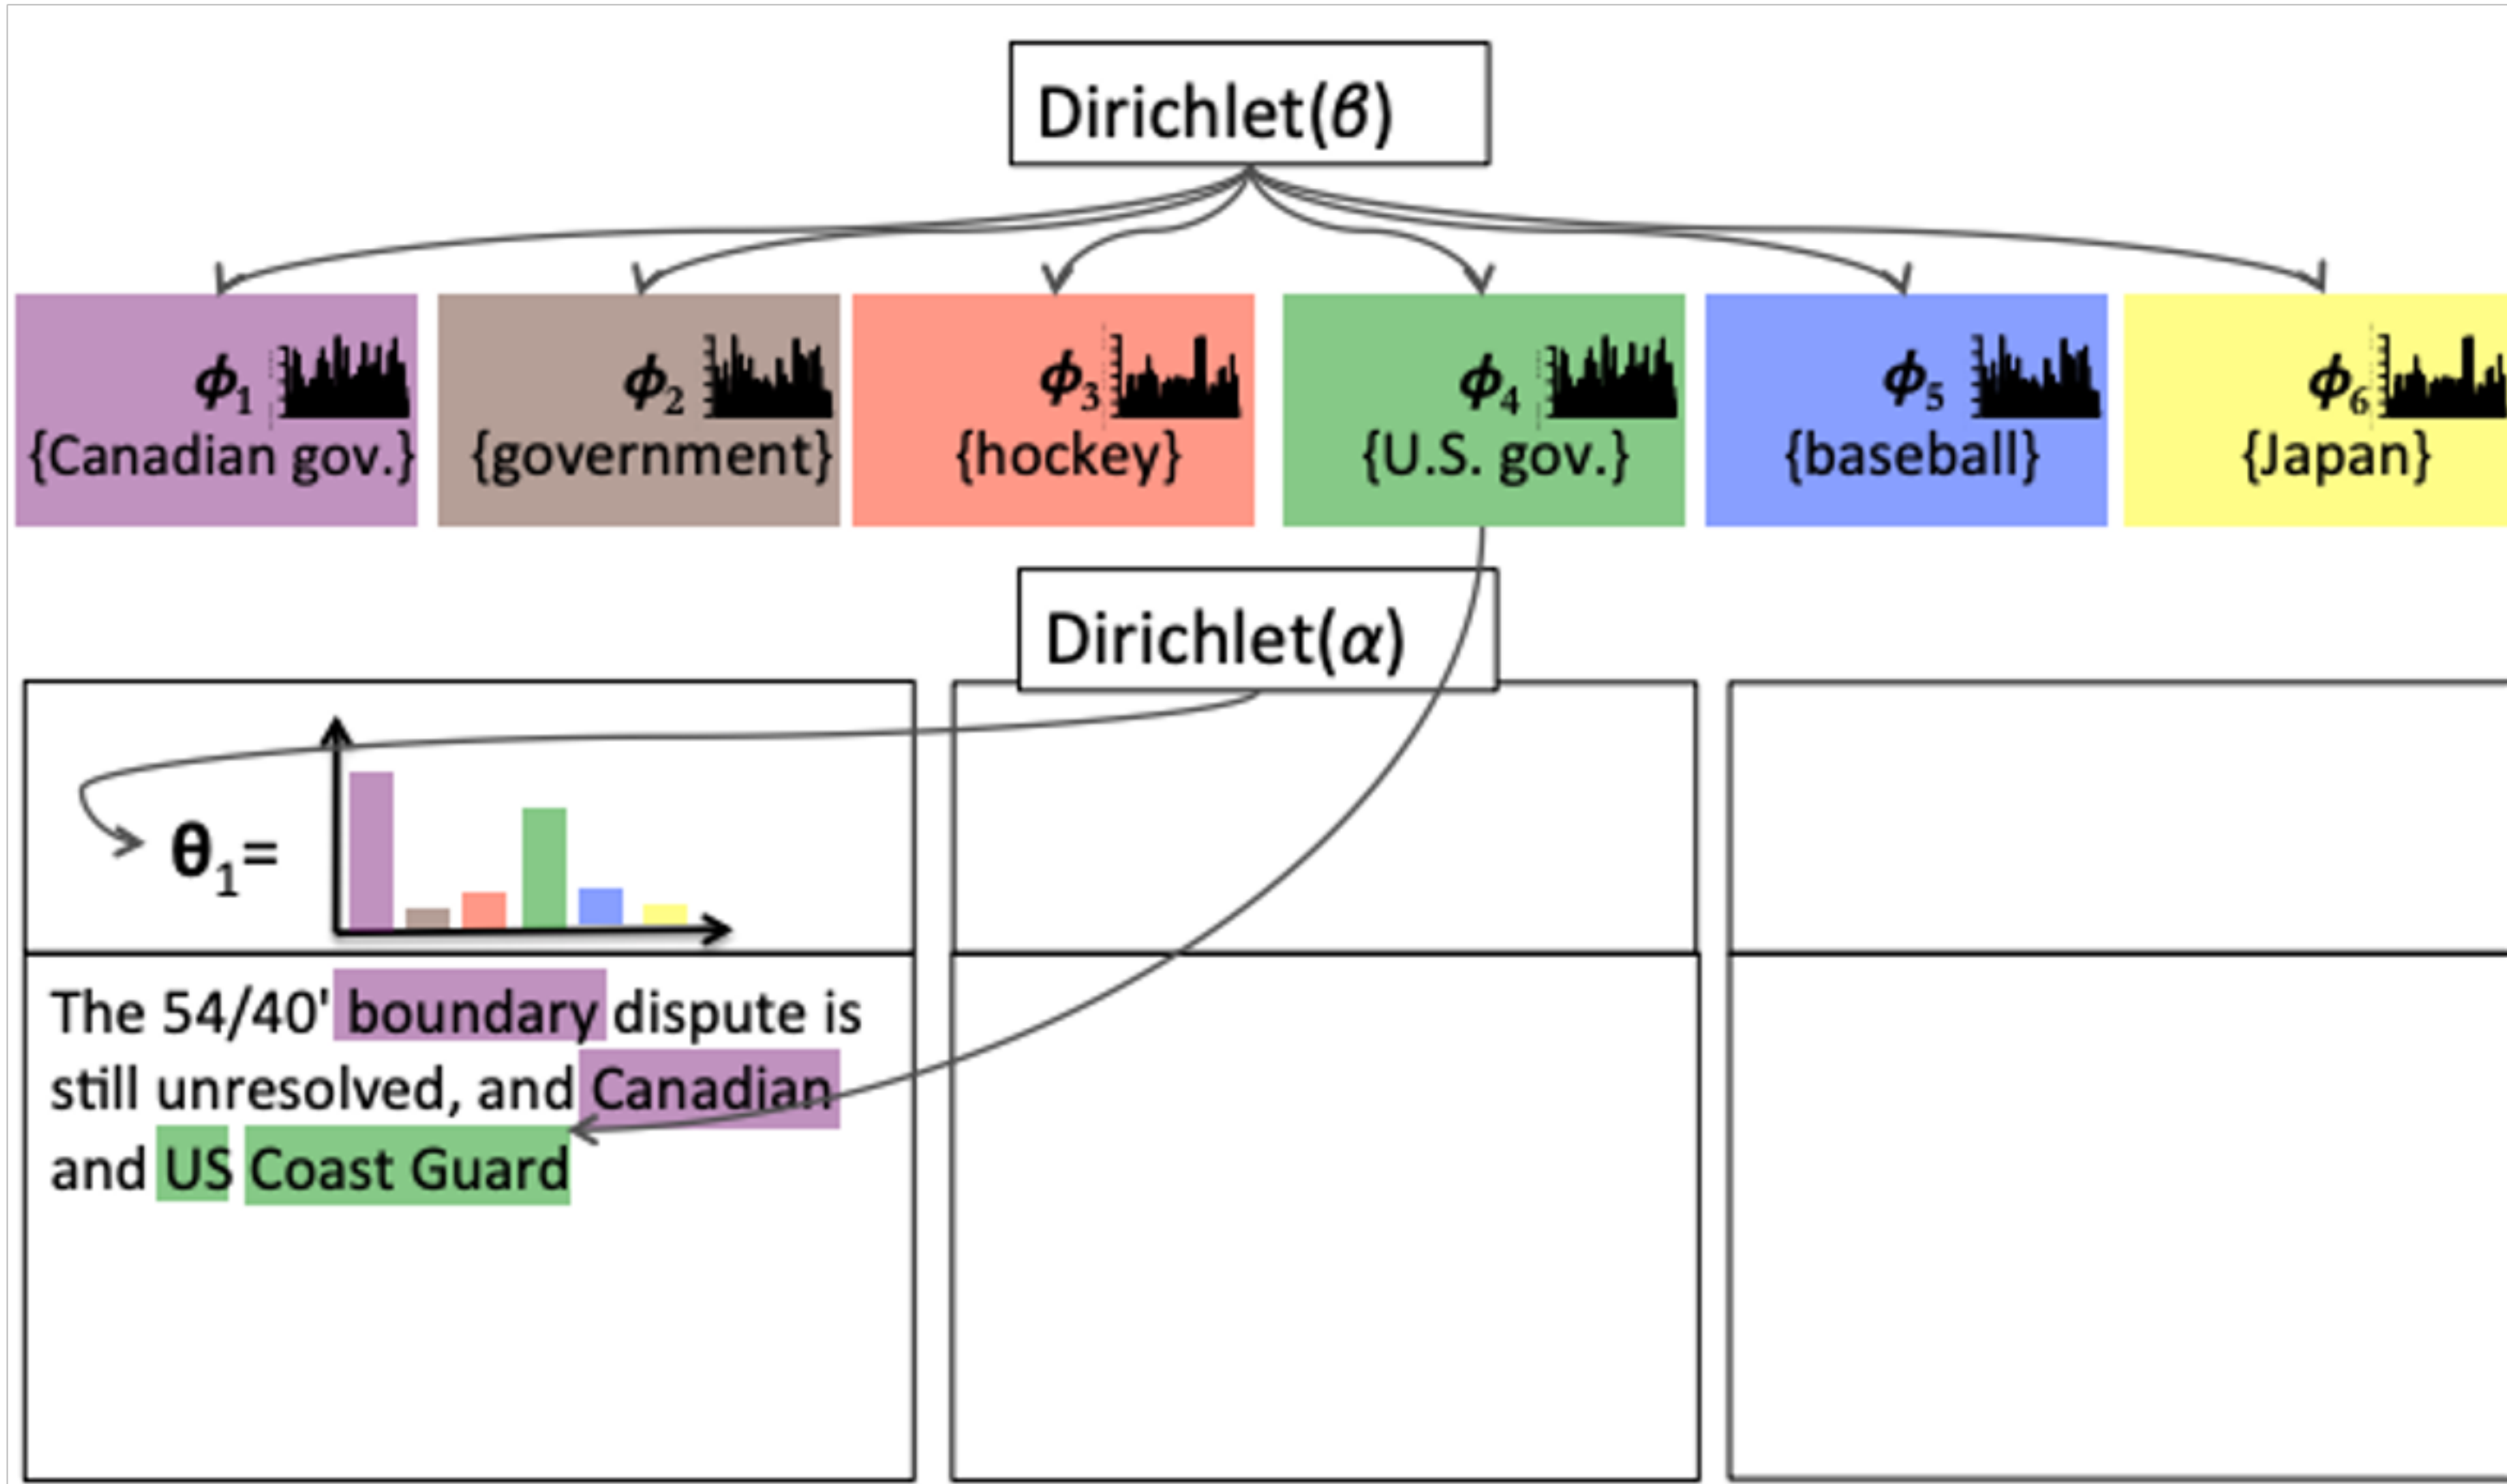 Dirichlet(β)
ϕ1
{Canadian gov.}
ϕ2
{government}
ϕ3
{hockey}
ϕ4
{U.S. gov.}
ϕ5
{baseball}
ϕ6
{Japan}
Dirichlet(α)
θ1=
The 54/40' boundary dispute is
still unresolved, and Canadian
and US Coast Guard